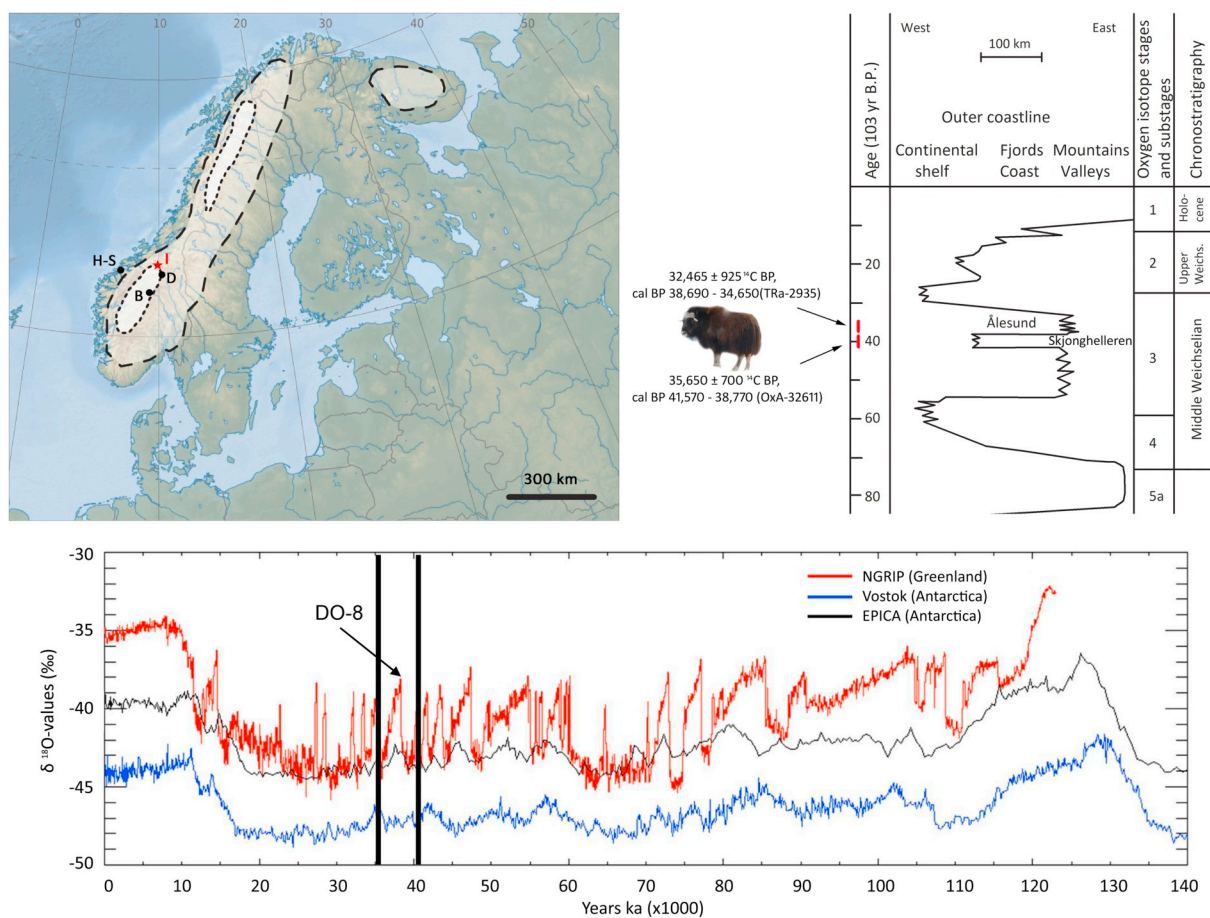 0
10
20
30
40
50
H-S
I
D
B
300 km
West
East
100 km
Outer coastline
Continental shelf
Fjords Coast
Mountains Valleys
Age (103 yr B.P.)
Oxygen isotope stages and substages
Chronostratigraphy
20
40
60
80
Ålesund
Skjonghelleren
1
2
3
4
5a
Holo-
cene
Upper
Weichs.
Middle Weichselian
32,465 ± 925 ¹⁴C BP,
cal BP 38,690 - 34,650(TRa-2935)
35,650 ± 700 ¹⁴C BP,
cal BP 41,570 - 38,770 (OxA-32611)
-30
-35
-40
-45
-50
δ ¹⁸O-values (‰)
DO-8
NGRIP (Greenland)
Vostok (Antarctica)
EPICA (Antarctica)
0
10
20
30
40
50
60
70
80
90
100
110
120
130
140
Years ka (x1000)